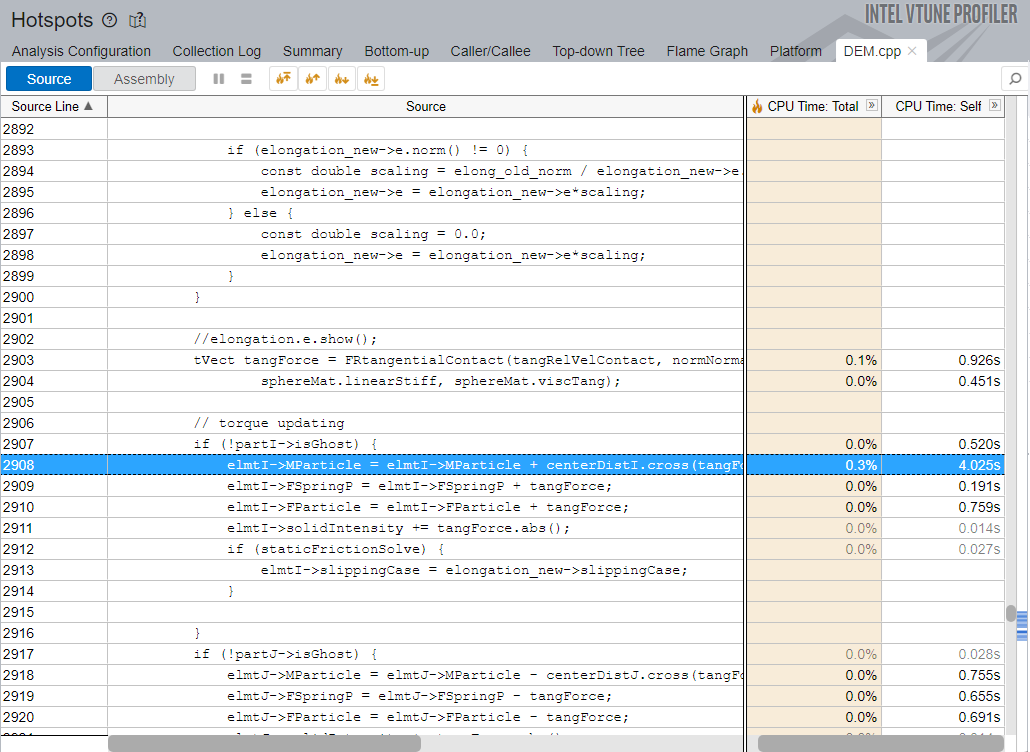 Hotspots
INTEL VTUNE PROFILER
Analysis Configuration Collection Log Summary Bottom-up Caller/Callee Top-down Tree Flame Graph Platform DEM.cpp ×
Source Assembly
Source Line ▲ Source CPU Time: Total » CPU Time: Self »
2892
2893 if (elongation_new->e.norm() != 0) {
2894 const double scaling = elong_old_norm / elongation_new->e.
2895 elongation_new->e = elongation_new->e*scaling;
2896 } else {
2897 const double scaling = 0.0;
2898 elongation_new->e = elongation_new->e*scaling;
2899 }
2900 }
2901
2902 //elongation.e.show();
2903 tVect tangForce = FRtangentialContact(tangRelVelContact, normNorma 0.1% 0.926s
2904 sphereMat.linearStiff, sphereMat.viscTang); 0.0% 0.451s
2905
2906 // torque updating
2907 if (!partI->isGhost) { 0.0% 0.520s
2908 elmtI->MParticle = elmtI->MParticle + centerDistI.cross(tangFo 0.3% 4.025s
2909 elmtI->FSpringP = elmtI->FSpringP + tangForce; 0.0% 0.191s
2910 elmtI->FParticle = elmtI->FParticle + tangForce; 0.0% 0.759s
2911 elmtI->solidIntensity += tangForce.abs(); 0.0% 0.014s
2912 if (staticFrictionSolve) { 0.0% 0.027s
2913 elmtI->slippingCase = elongation_new->slippingCase;
2914 }
2915
2916 }
2917 if (!partJ->isGhost) { 0.0% 0.028s
2918 elmtJ->MParticle = elmtJ->MParticle - centerDistJ.cross(tangFo 0.0% 0.755s
2919 elmtJ->FSpringP = elmtJ->FSpringP - tangForce; 0.0% 0.655s
2920 elmtJ->FParticle = elmtJ->FParticle - tangForce; 0.0% 0.691s